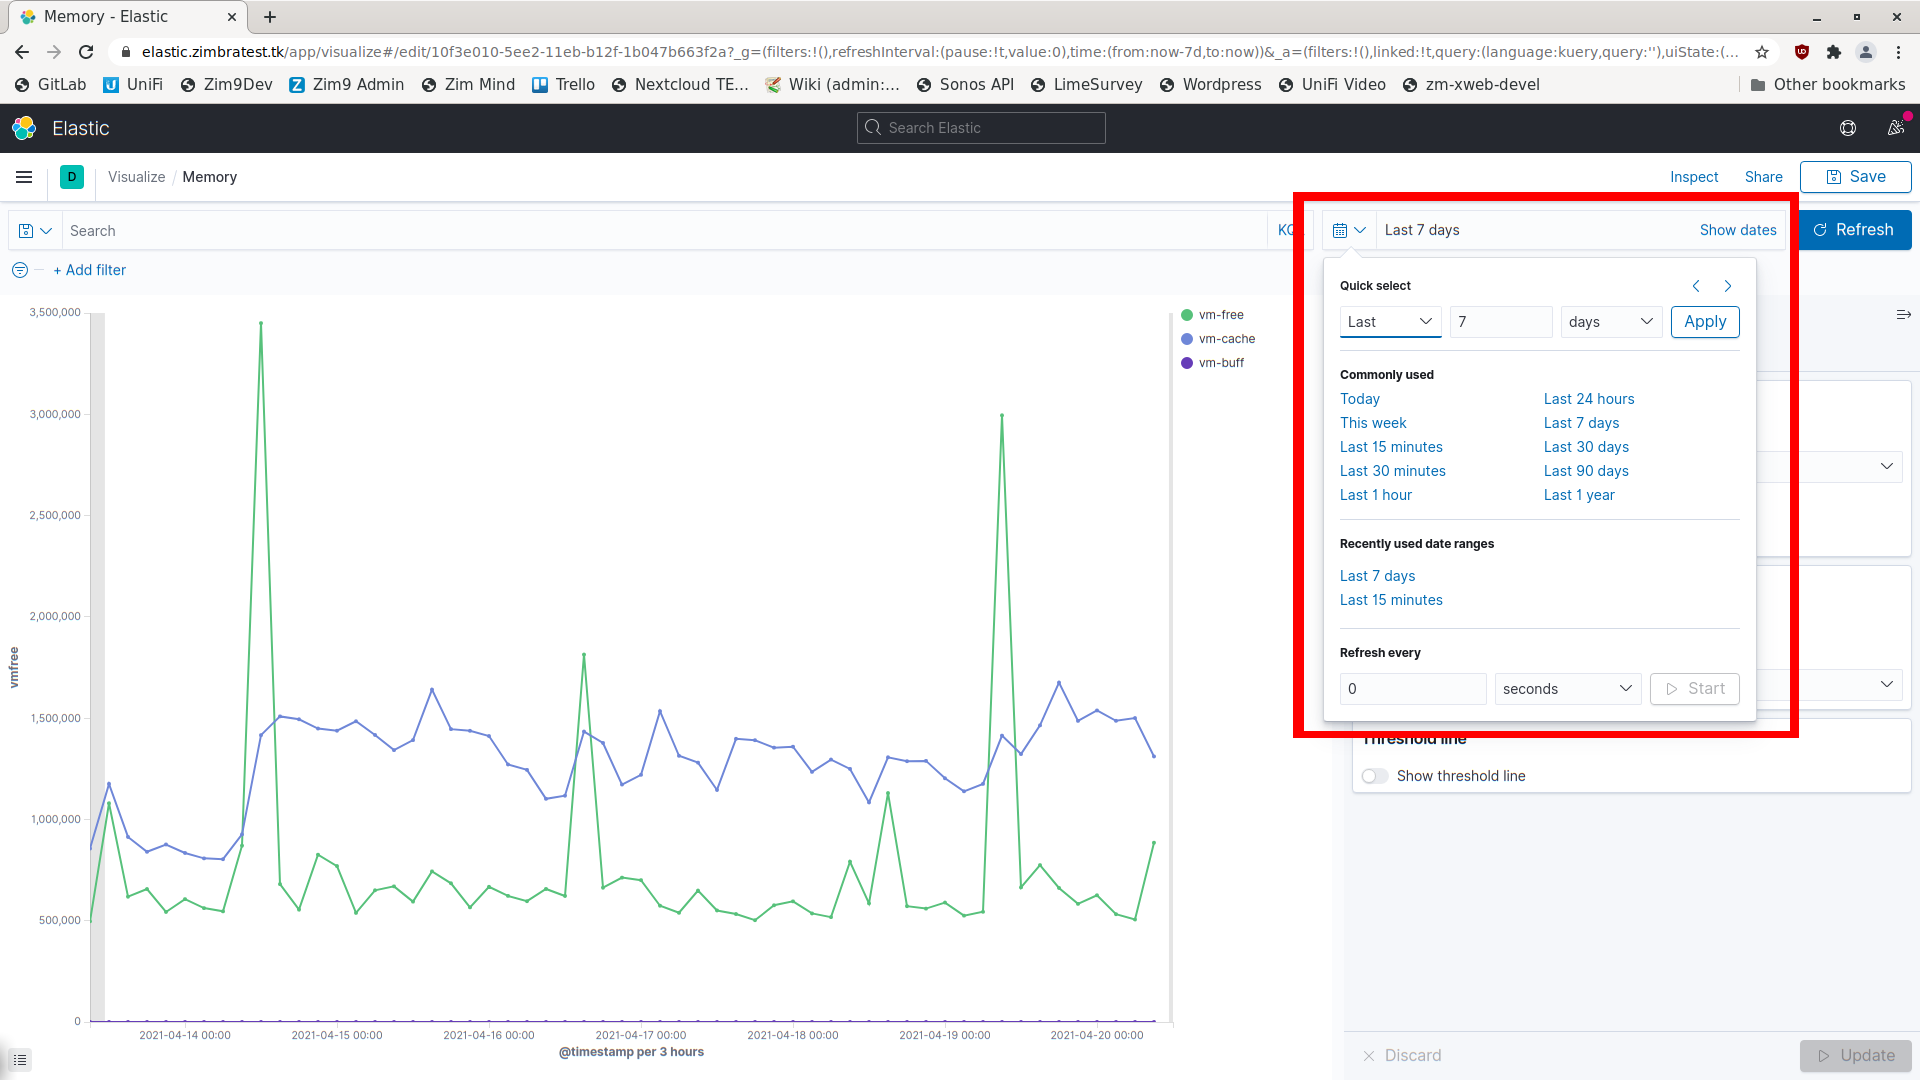 Memory - Elastic
elastic.zimbratest.tk/app/visualize#/edit/10f3e010-5ee2-11eb-b12f-1b047b663f2a?_g=(filters:!(),refreshInterval:(pause:!t,value:0),time:(from:now-7d,to:now))&_a=(filters:!(),linked:!t,query:(language:kuery,query:''),uiState:(...
GitLab UniFi Zim9Dev Zim9 Admin Zim Mind Trello Nextcloud TE... Wiki (admin:... Sonos API LimeSurvey Wordpress UniFi Video zm-xweb-devel Other bookmarks
Elastic Search Elastic
D Visualize / Memory Inspect Share Save
Search Last 7 days Show dates Refresh
+ Add filter
Quick select
Last 7 days Apply
Commonly used
Today Last 24 hours
This week Last 7 days
Last 15 minutes Last 30 days
Last 30 minutes Last 90 days
Last 1 hour Last 1 year
Recently used date ranges
Last 7 days
Last 15 minutes
Refresh every
0 seconds Start
Threshold line
Show threshold line
vm-free
vm-cache
vm-buff
3,500,000
3,000,000
2,500,000
2,000,000
1,500,000
1,000,000
500,000
0
vmfree
2021-04-14 00:00 2021-04-15 00:00 2021-04-16 00:00 2021-04-17 00:00 2021-04-18 00:00 2021-04-19 00:00 2021-04-20 00:00
@timestamp per 3 hours
Discard Update